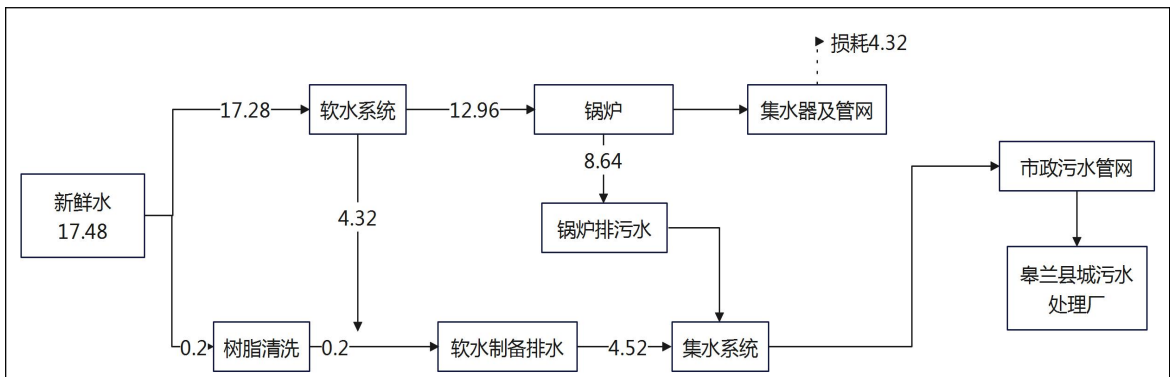 损耗4.32
17.28
软水系统
12.96
锅炉
集水器及管网
8.64
市政污水管网
新鲜水
17.48
4.32
锅炉排污水
皋兰县城污水
处理厂
0.2
树脂清洗
0.2
软水制备排水
4.52
集水系统